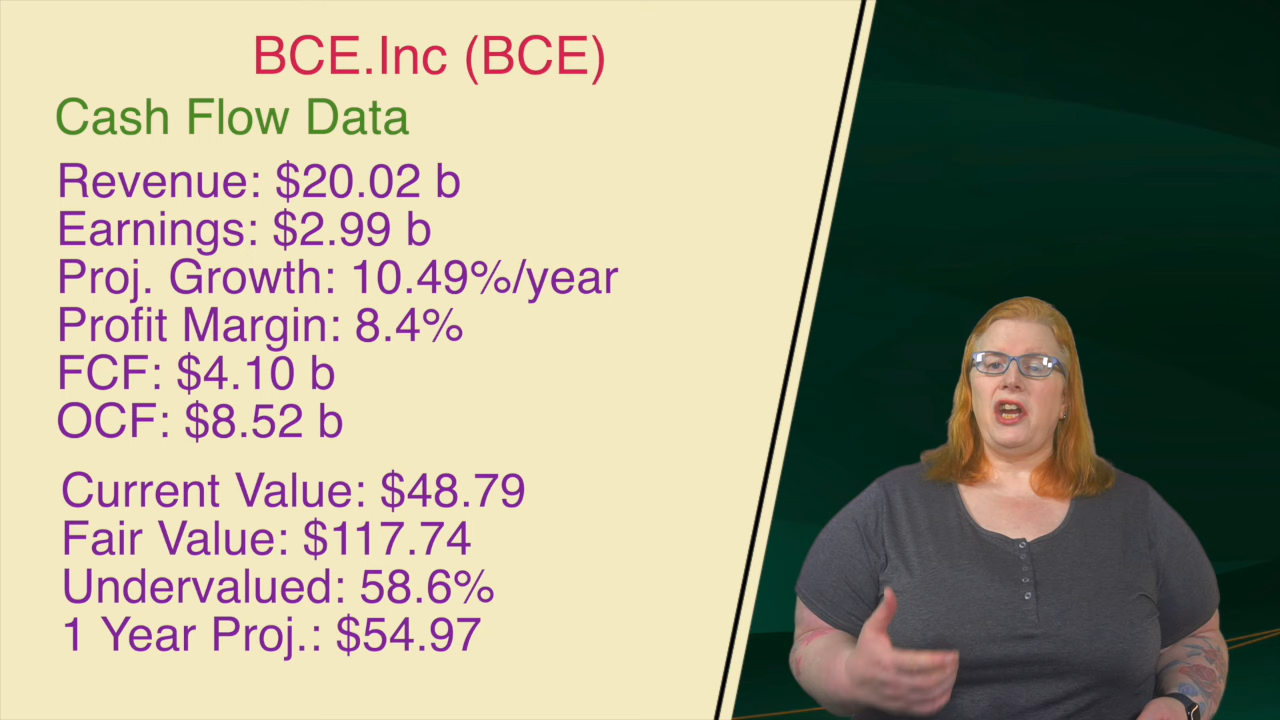 BCE.Inc (BCE)
Cash Flow Data
Revenue: $20.02 b
Earnings: $2.99 b
Proj. Growth: 10.49%/year
Profit Margin: 8.4%
FCF: $4.10 b
OCF: $8.52 b
Current Value: $48.79
Fair Value: $117.74
Undervalued: 58.6%
1 Year Proj.: $54.97